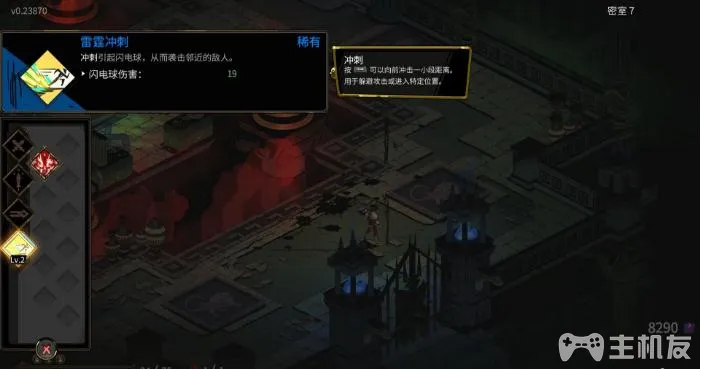 v0.23870
密室 7
雷霆冲刺
稀有
冲刺引起闪电球，从而袭击邻近的敌人。
闪电球伤害：
19
冲刺
按 可以向前冲击一小段距离。
用于躲避攻击或进入特定位置。
Lv.2
8290
主机友